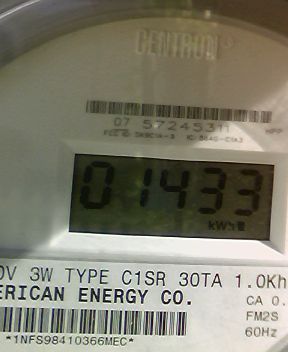 CENTRON®
07 57245311
01433
kWh
0V 3W TYPE C1SR 30TA 1.0Kh
ERICAN ENERGY CO.
CA 0.
FM2S
60Hz
*1NFS98410366MEC*